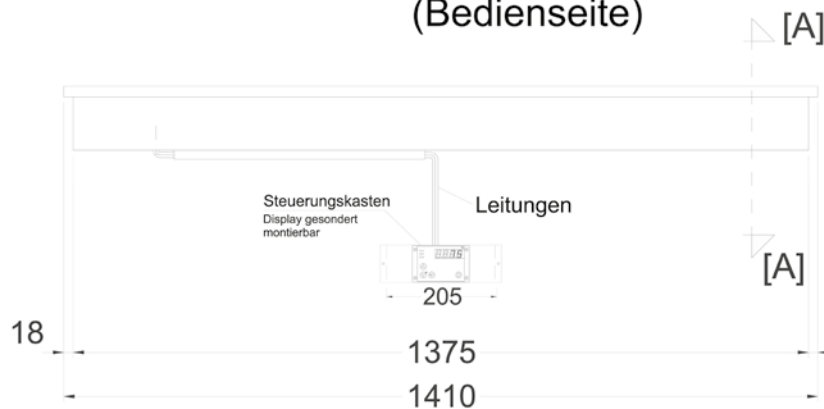 (Bedienseite)
[A]
Steuerungskasten
Display gesondert
montierbar
Leitungen
[A]
205
18
1375
1410